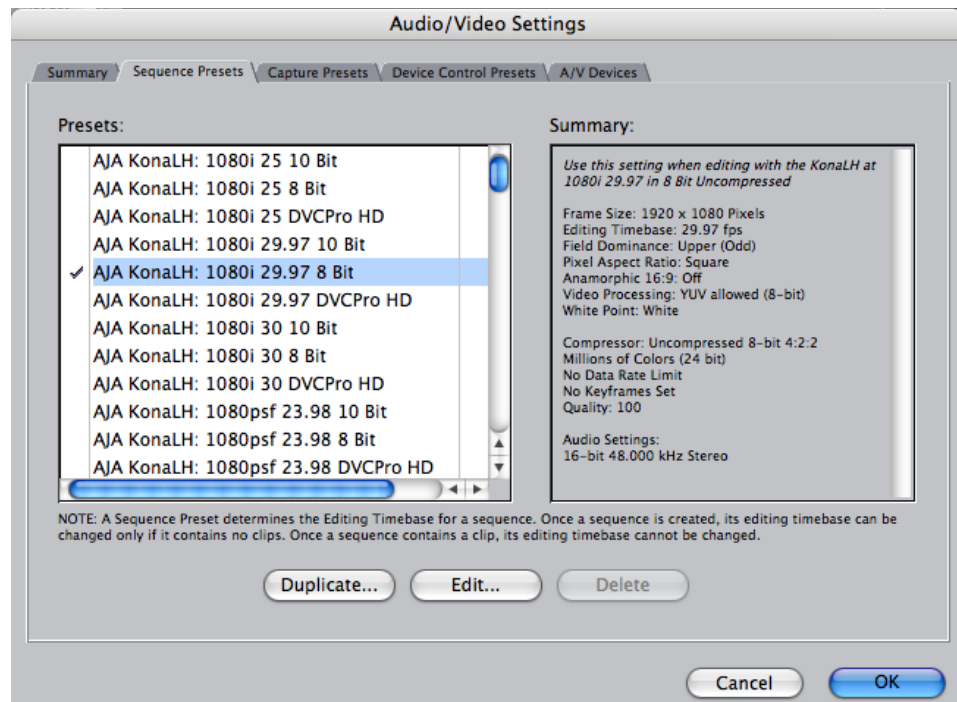 Audio/Video Settings
Summary
Sequence Presets
Capture Presets
Device Control Presets
A/V Devices
Presets:
AJA KonaLH: 1080i 25 10 Bit
AJA KonaLH: 1080i 25 8 Bit
AJA KonaLH: 1080i 25 DVCPro HD
AJA KonaLH: 1080i 29.97 10 Bit
AJA KonaLH: 1080i 29.97 8 Bit
AJA KonaLH: 1080i 29.97 DVCPro HD
AJA KonaLH: 1080i 30 10 Bit
AJA KonaLH: 1080i 30 8 Bit
AJA KonaLH: 1080i 30 DVCPro HD
AJA KonaLH: 1080psf 23.98 10 Bit
AJA KonaLH: 1080psf 23.98 8 Bit
AJA KonaLH: 1080psf 23.98 DVCPro HD
Summary:
Use this setting when editing with the KonaLH at
1080i 29.97 in 8 Bit Uncompressed
Frame Size: 1920 x 1080 Pixels
Editing Timebase: 29.97 fps
Field Dominance: Upper (Odd)
Pixel Aspect Ratio: Square
Anamorphic 16:9: Off
Video Processing: YUV allowed (8-bit)
White Point: White
Compressor: Uncompressed 8-bit 4:2:2
Millions of Colors (24 bit)
No Data Rate Limit
No Keyframes Set
Quality: 100
Audio Settings:
16-bit 48.000 kHz Stereo
NOTE: A Sequence Preset determines the Editing Timebase for a sequence. Once a sequence is created, its editing timebase can be
changed only if it contains no clips. Once a sequence contains a clip, its editing timebase cannot be changed.
Duplicate...
Edit...
Delete
Cancel
OK